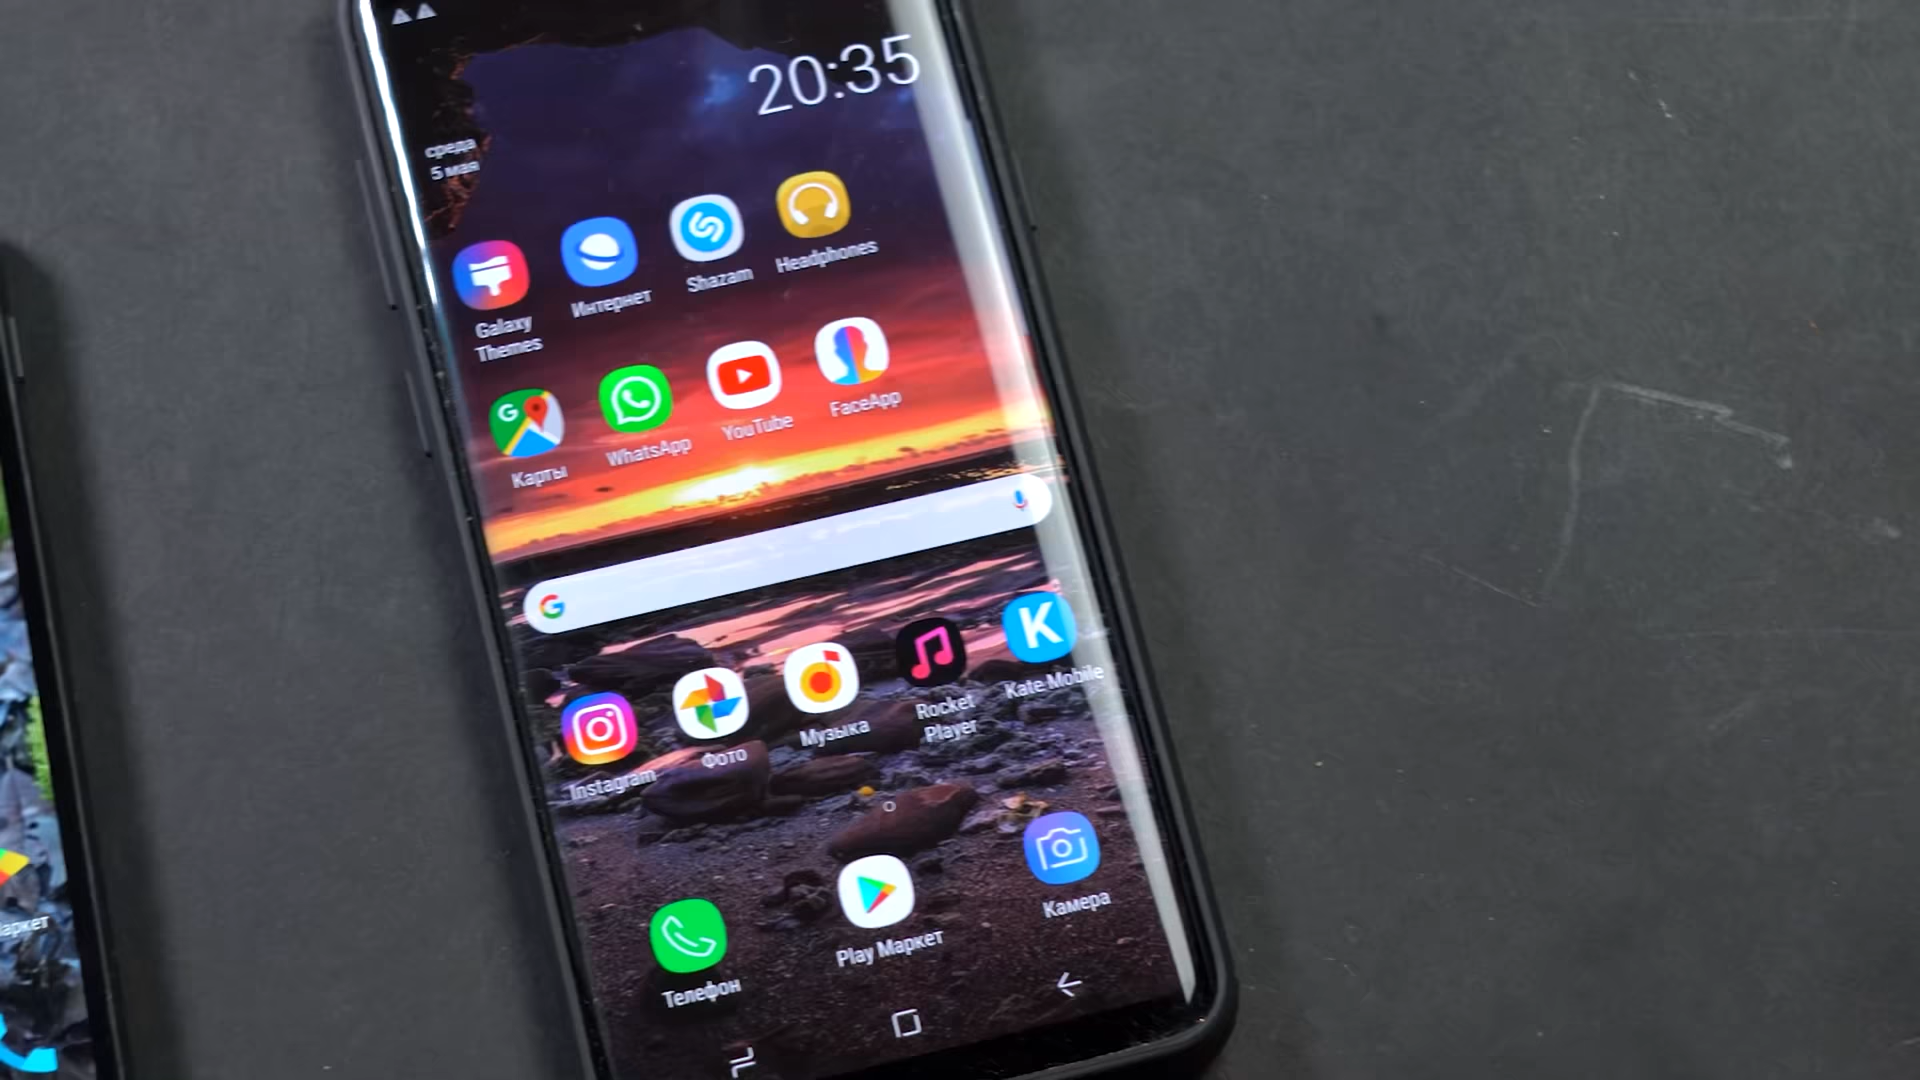 20:35
среда
5 мая
Galaxy
Themes
Интернет
Shazam
Headphones
Карты
WhatsApp
YouTube
FaceApp
Instagram
Фото
Музыка
Rocket
Player
Kate Mobile
Телефон
Play Маркет
Камера